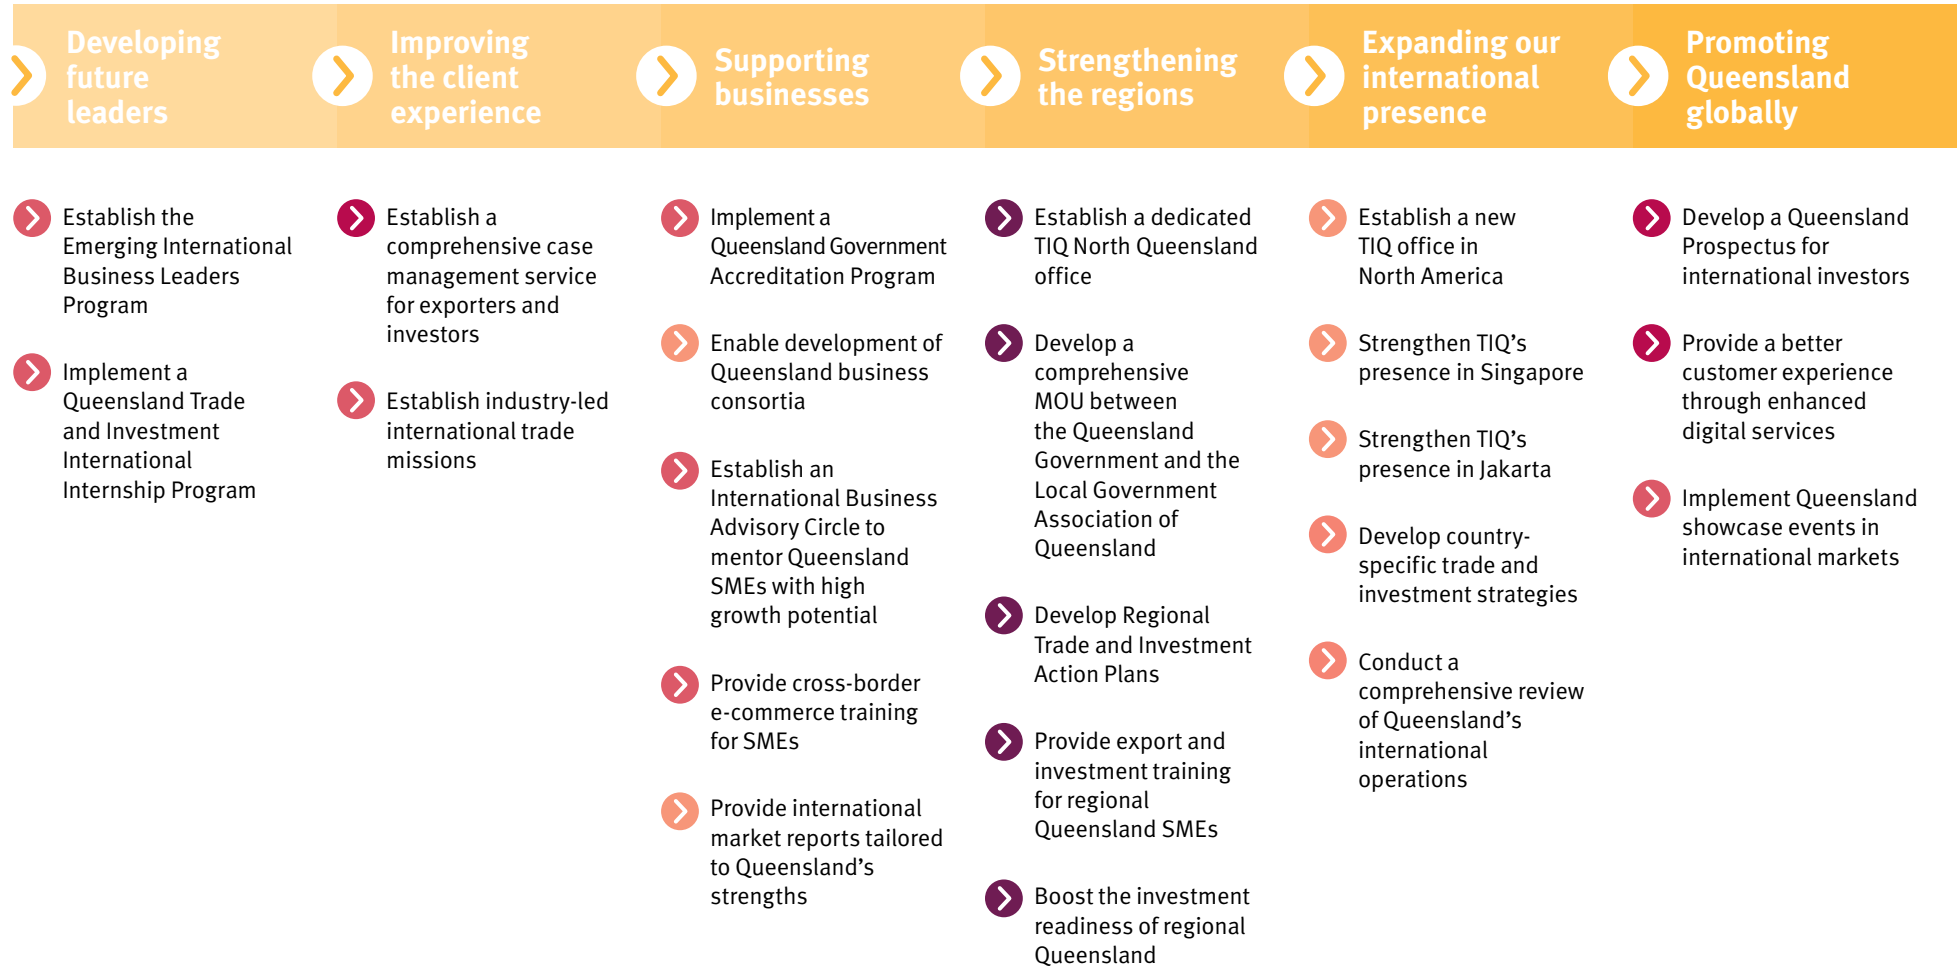 Developing
future
leaders
Improving
the client
experience
Supporting
businesses
Strengthening
the regions
Expanding our
international
presence
Promoting
Queensland
globally
Establish the
Emerging International
Business Leaders
Program
Implement a
Queensland Trade
and Investment
International
Internship Program
Establish a
comprehensive case
management service
for exporters and
investors
Establish industry-led
international trade
missions
Implement a
Queensland Government
Accreditation Program
Enable development of
Queensland business
consortia
Establish an
International Business
Advisory Circle to
mentor Queensland
SMEs with high
growth potential
Provide cross-border
e-commerce training
for SMEs
Provide international
market reports tailored
to Queensland’s
strengths
Establish a dedicated
TIQ North Queensland
office
Develop a
comprehensive
MOU between
the Queensland
Government and the
Local Government
Association of
Queensland
Develop Regional
Trade and Investment
Action Plans
Provide export and
investment training
for regional
Queensland SMEs
Boost the investment
readiness of regional
Queensland
Establish a new
TIQ office in
North America
Strengthen TIQ’s
presence in Singapore
Strengthen TIQ’s
presence in Jakarta
Develop country-
specific trade and
investment strategies
Conduct a
comprehensive review
of Queensland’s
international
operations
Develop a Queensland
Prospectus for
international investors
Provide a better
customer experience
through enhanced
digital services
Implement Queensland
showcase events in
international markets